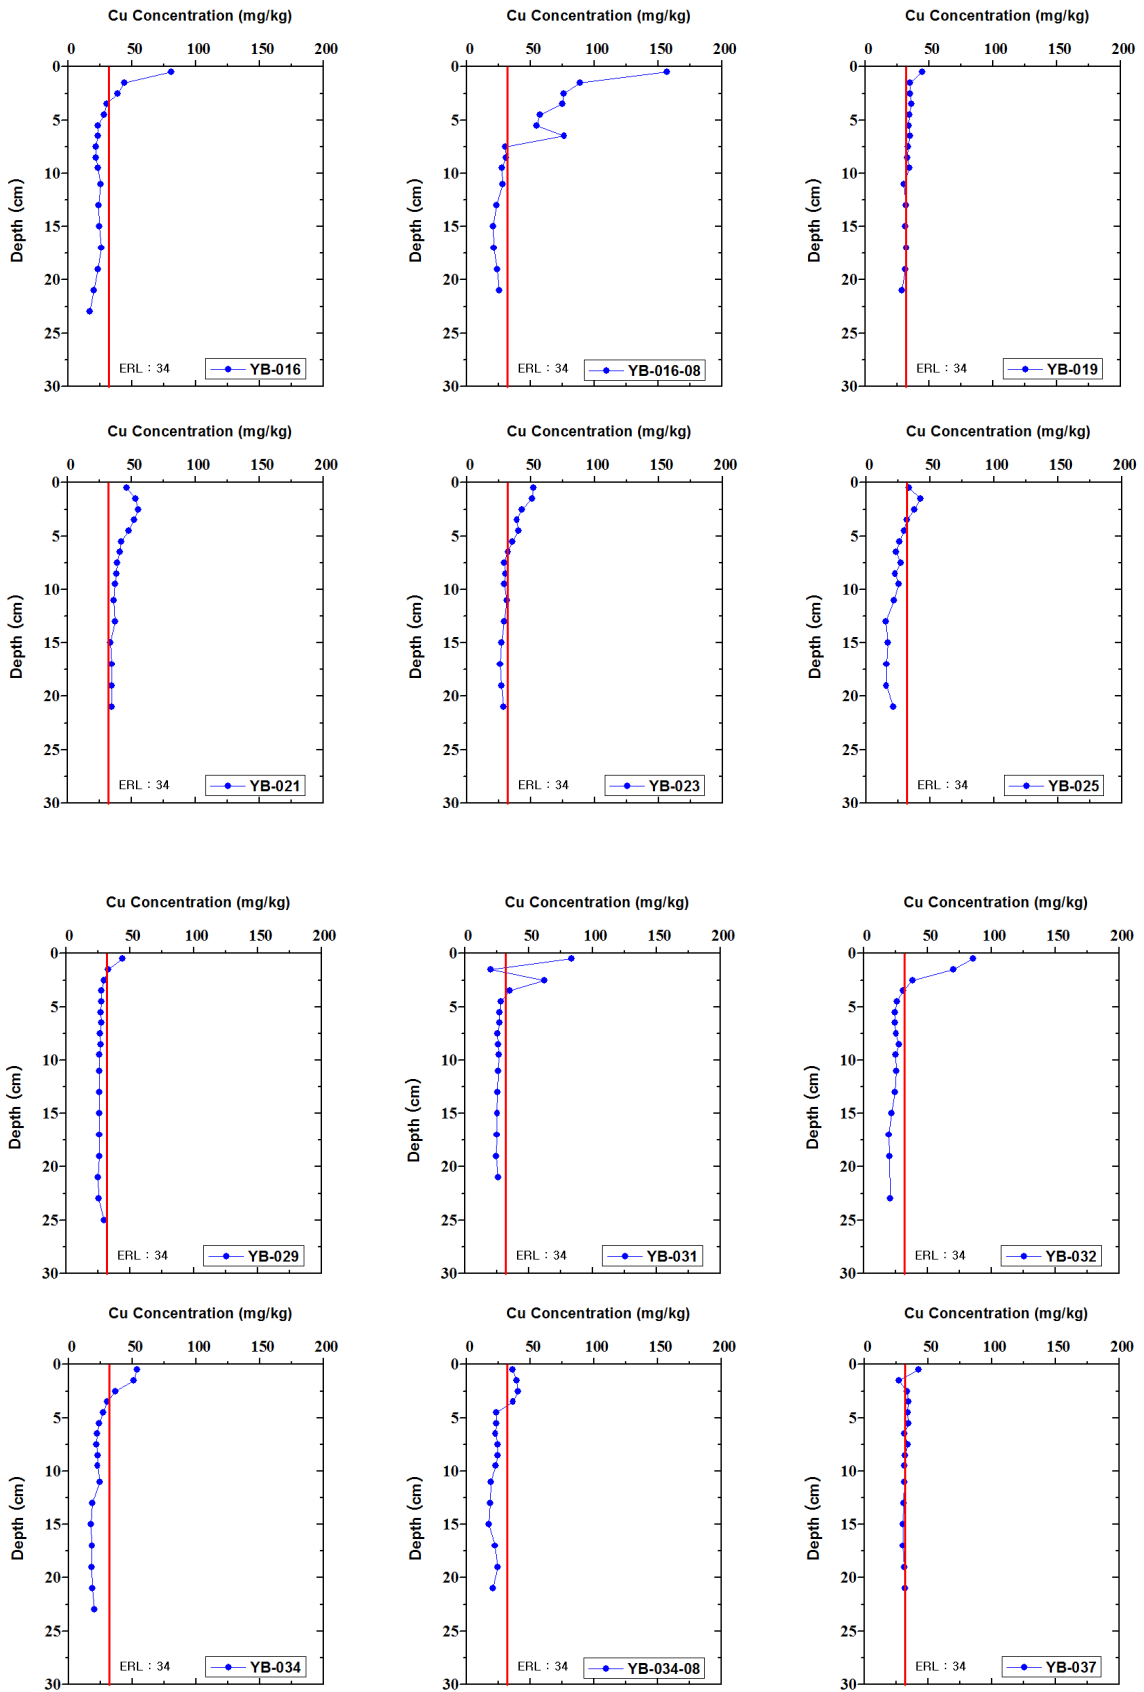 Cu Concentration (mg/kg)
0 50 100 150 200
0
5
10
15
20
25
30
Depth (cm)
ERL : 34
YB-016
Cu Concentration (mg/kg)
0 50 100 150 200
0
5
10
15
20
25
30
Depth (cm)
ERL : 34
YB-016-08
Cu Concentration (mg/kg)
0 50 100 150 200
0
5
10
15
20
25
30
Depth (cm)
ERL : 34
YB-019
Cu Concentration (mg/kg)
0 50 100 150 200
0
5
10
15
20
25
30
Depth (cm)
ERL : 34
YB-021
Cu Concentration (mg/kg)
0 50 100 150 200
0
5
10
15
20
25
30
Depth (cm)
ERL : 34
YB-023
Cu Concentration (mg/kg)
0 50 100 150 200
0
5
10
15
20
25
30
Depth (cm)
ERL : 34
YB-025
Cu Concentration (mg/kg)
0 50 100 150 200
0
5
10
15
20
25
30
Depth (cm)
ERL : 34
YB-029
Cu Concentration (mg/kg)
0 50 100 150 200
0
5
10
15
20
25
30
Depth (cm)
ERL : 34
YB-031
Cu Concentration (mg/kg)
0 50 100 150 200
0
5
10
15
20
25
30
Depth (cm)
ERL : 34
YB-032
Cu Concentration (mg/kg)
0 50 100 150 200
0
5
10
15
20
25
30
Depth (cm)
ERL : 34
YB-034
Cu Concentration (mg/kg)
0 50 100 150 200
0
5
10
15
20
25
30
Depth (cm)
ERL : 34
YB-034-08
Cu Concentration (mg/kg)
0 50 100 150 200
0
5
10
15
20
25
30
Depth (cm)
ERL : 34
YB-037